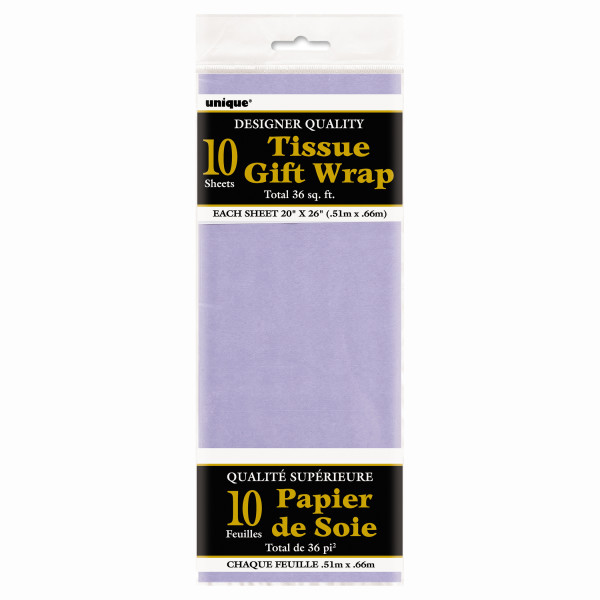 unique®
DESIGNER QUALITY
10 Tissue
Sheets Gift Wrap
Total 36 sq. ft.
EACH SHEET 20" X 26" (.51m x .66m)
QUALITÉ SUPÉRIEURE
10 Papier
Feuilles de Soie
Total de 36 pi²
CHAQUE FEUILLE .51m x .66m